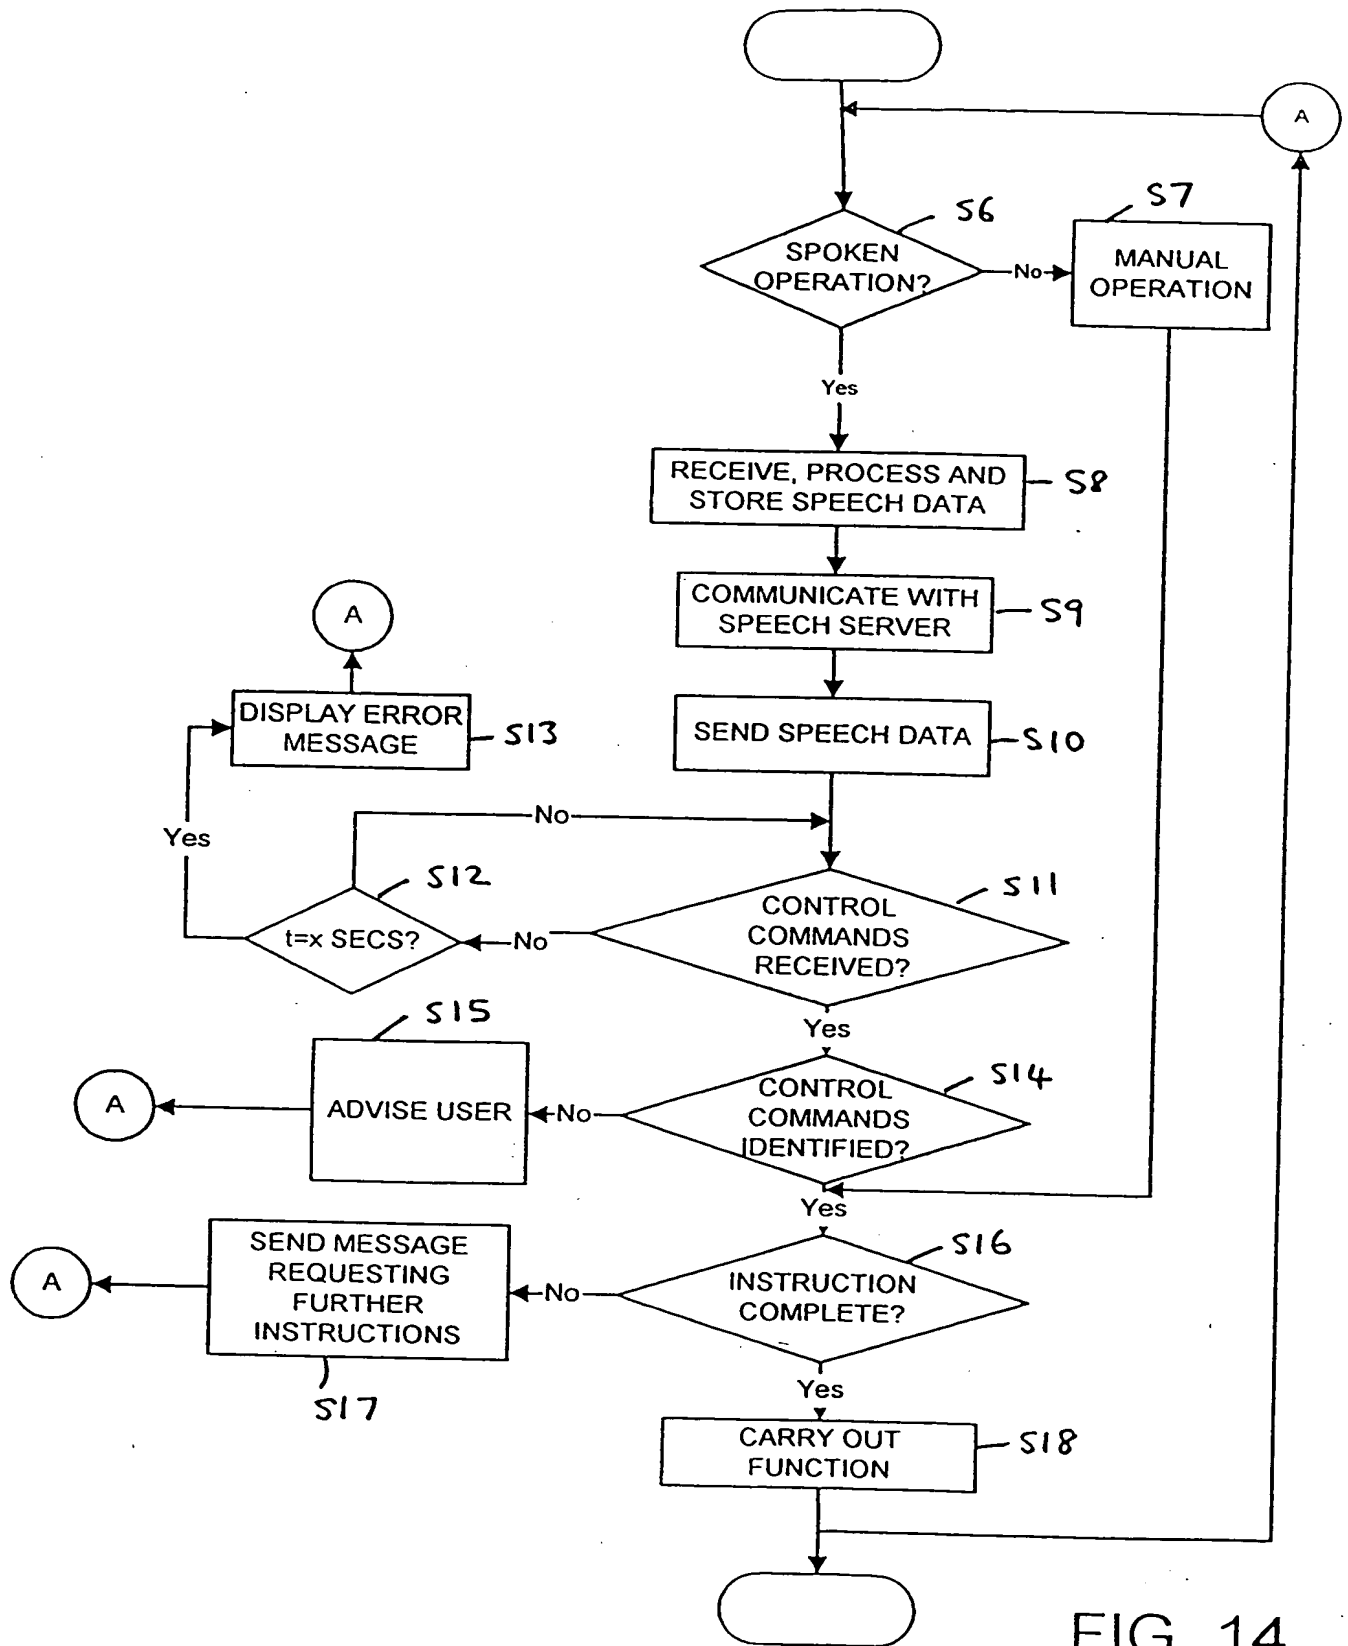 A
S6
S7
SPOKEN
OPERATION?
No
MANUAL
OPERATION
Yes
RECEIVE, PROCESS AND
STORE SPEECH DATA
S8
COMMUNICATE WITH
SPEECH SERVER
S9
A
DISPLAY ERROR
MESSAGE
S13
SEND SPEECH DATA
S10
No
Yes
S12
t=x SECS?
No
S11
CONTROL
COMMANDS
RECEIVED?
Yes
S15
A
ADVISE USER
No
S14
CONTROL
COMMANDS
IDENTIFIED?
Yes
A
SEND MESSAGE
REQUESTING
FURTHER
INSTRUCTIONS
S17
No
S16
INSTRUCTION
COMPLETE?
Yes
CARRY OUT
FUNCTION
S18
FIG. 14